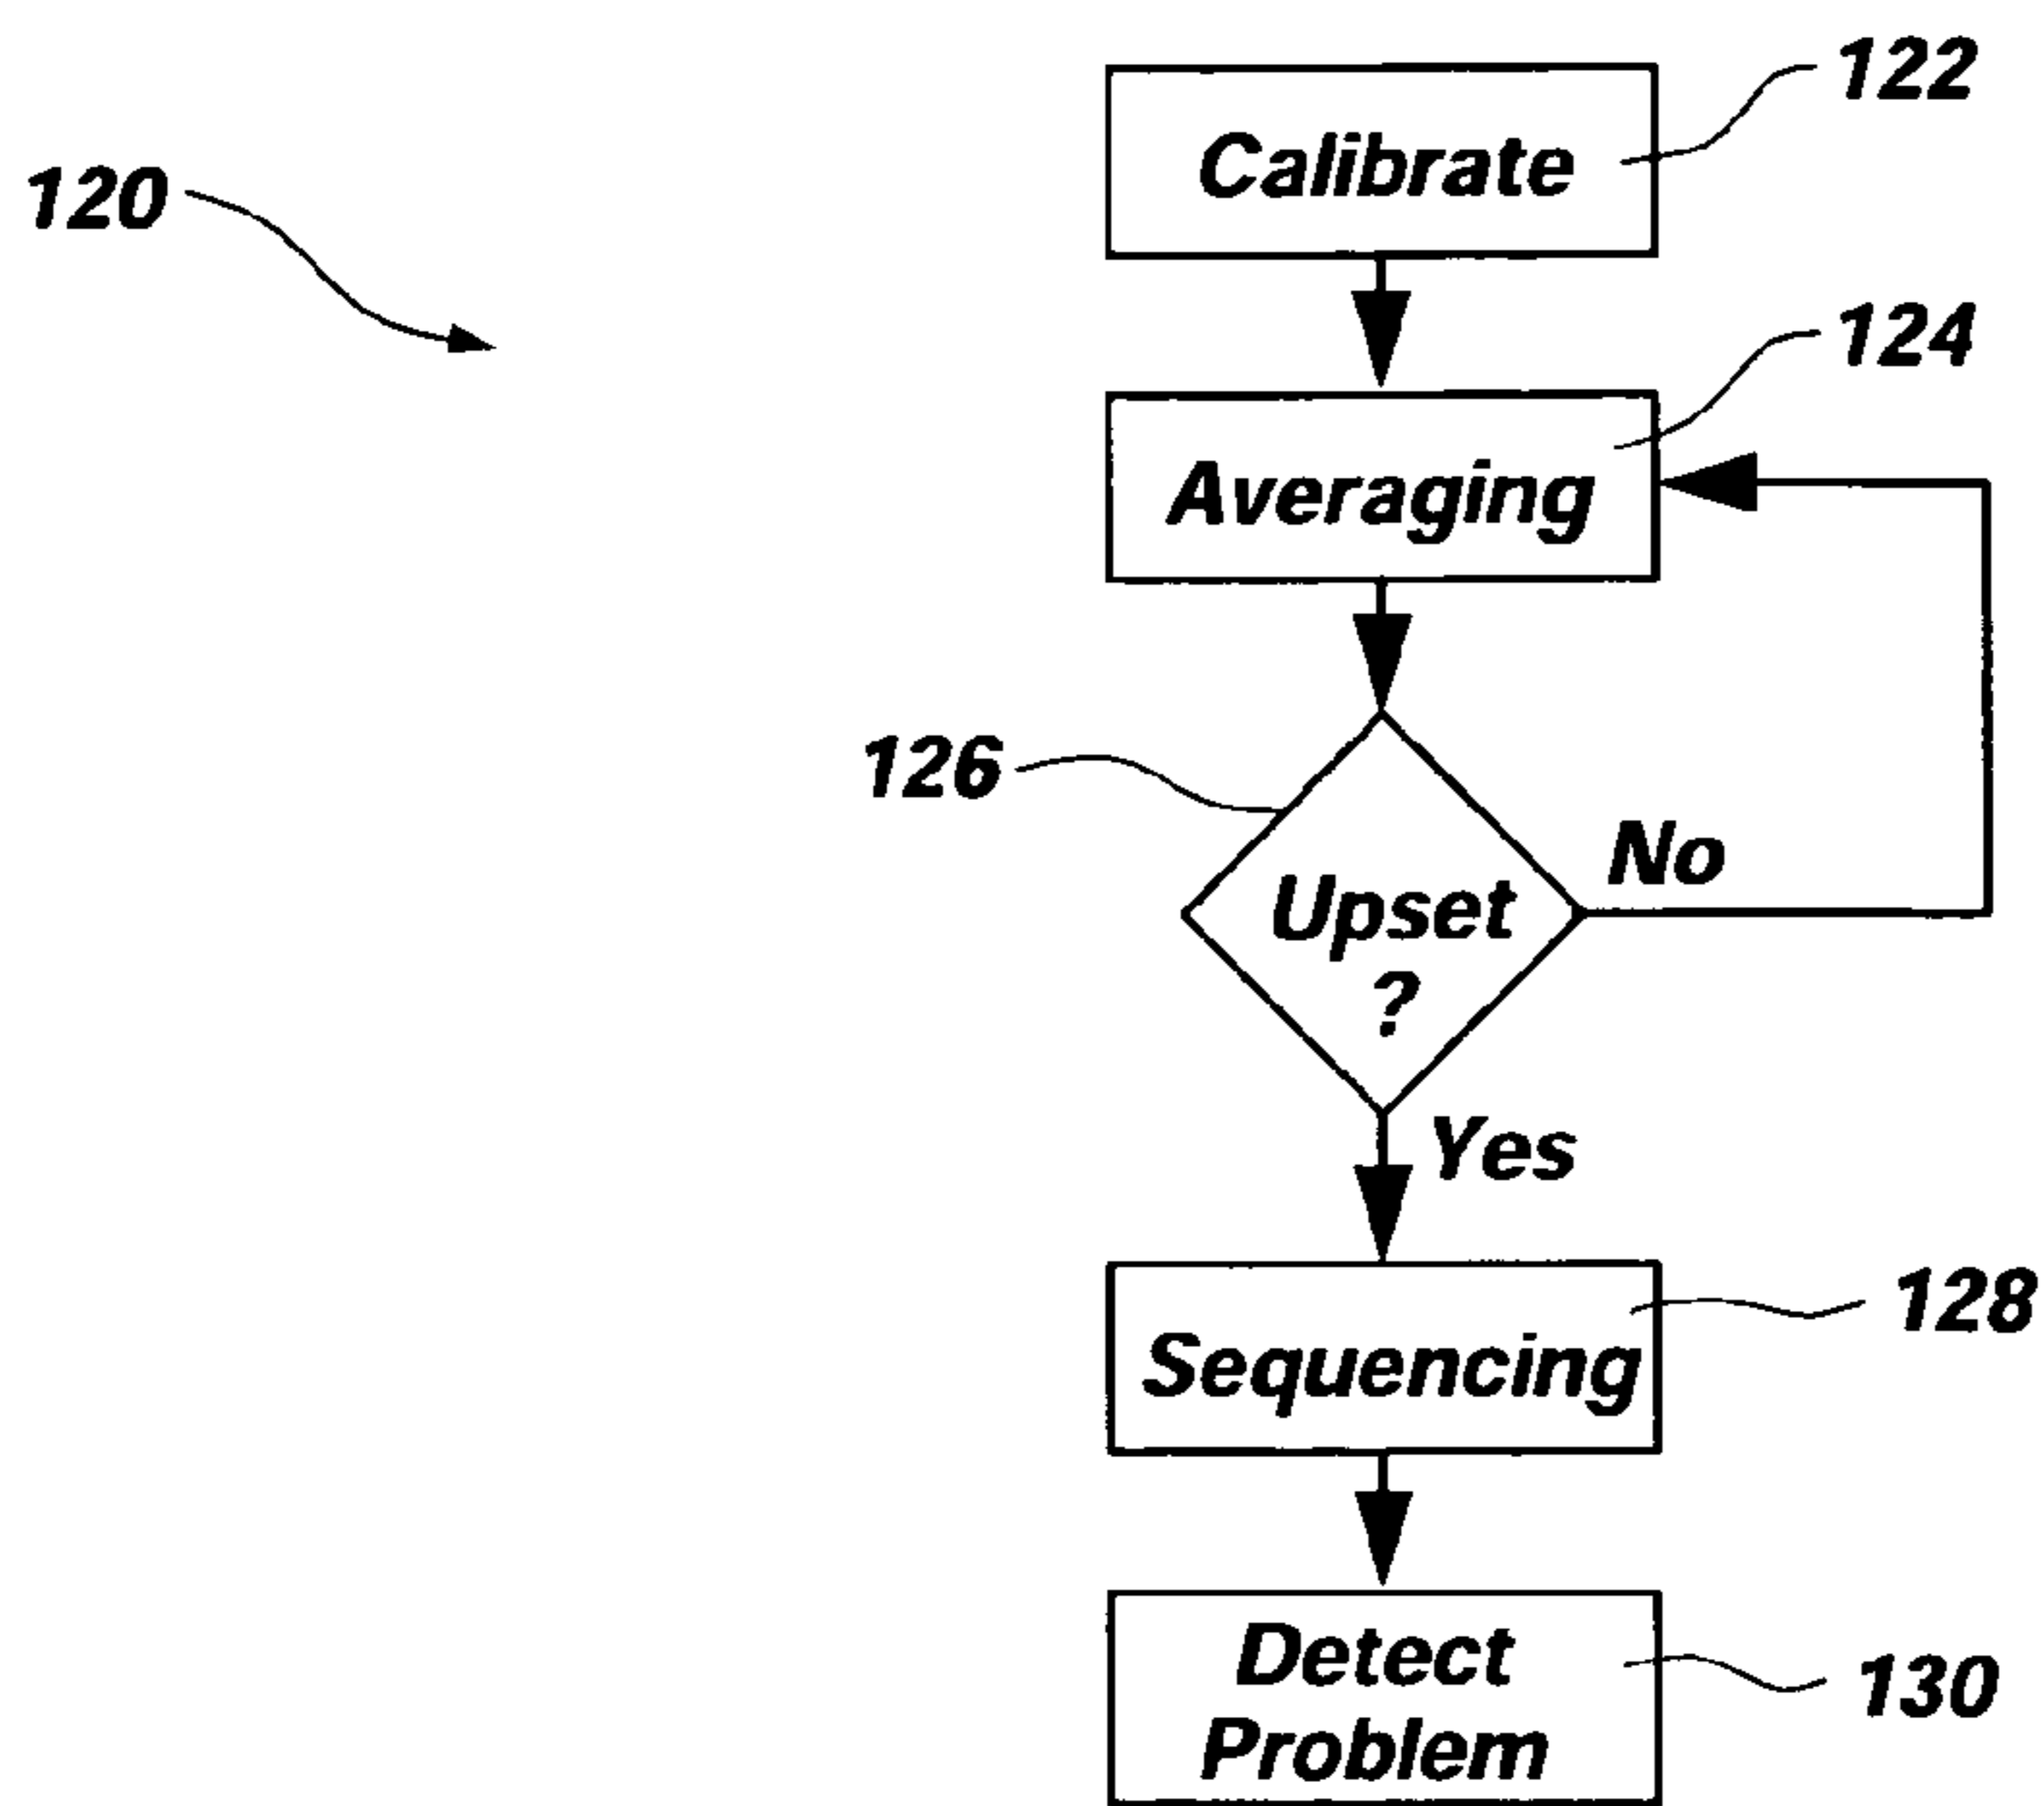 122
Calibrate
120
124
Averaging
126
No
Upset
?
Yes
128
Sequencing
Detect
130
Problem